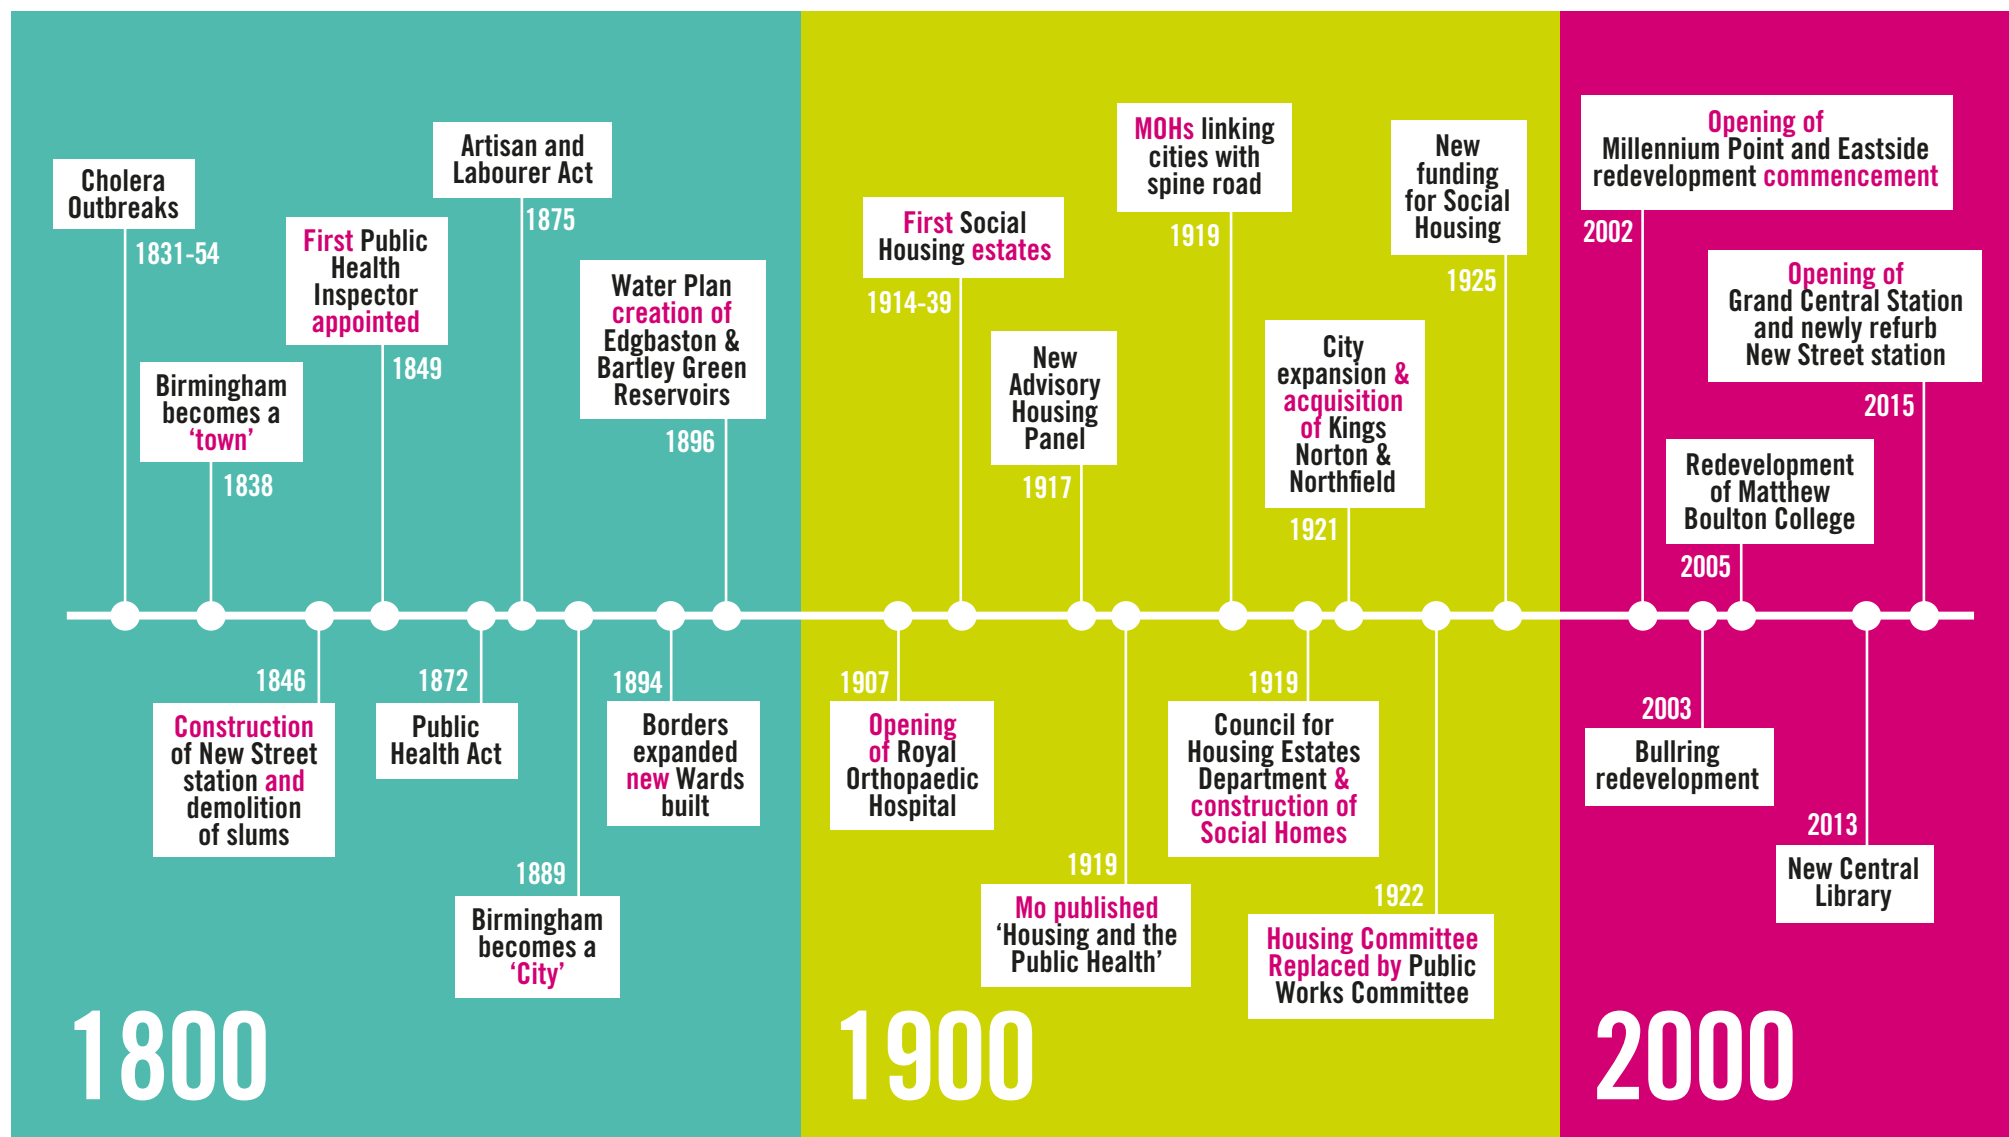 Cholera
Outbreaks
1831-54
Birmingham
becomes a
‘town’
1838
1846
Construction
of New Street
station and
demolition
of slums
First Public
Health
Inspector
appointed
1849
1872
Public
Health Act
Artisan and
Labourer Act
1875
1889
Birmingham
becomes a
‘City’
1894
Borders
expanded
new Wards
built
Water Plan
creation of
Edgbaston &
Bartley Green
Reservoirs
1896
1800
1907
Opening
of Royal
Orthopaedic
Hospital
First Social
Housing estates
1914-39
New
Advisory
Housing
Panel
1917
1919
Mo published
‘Housing and the
Public Health’
MOHs linking
cities with
spine road
1919
1919
Council for
Housing Estates
Department &
construction of
Social Homes
City
expansion &
acquisition
of Kings
Norton &
Northfield
1921
1922
Housing Committee
Replaced by Public
Works Committee
New
funding
for Social
Housing
1925
1900
Opening of
Millennium Point and Eastside
redevelopment commencement
2002
2003
Bullring
redevelopment
Redevelopment
of Matthew
Boulton College
2005
2013
New Central
Library
Opening of
Grand Central Station
and newly refurb
New Street station
2015
2000